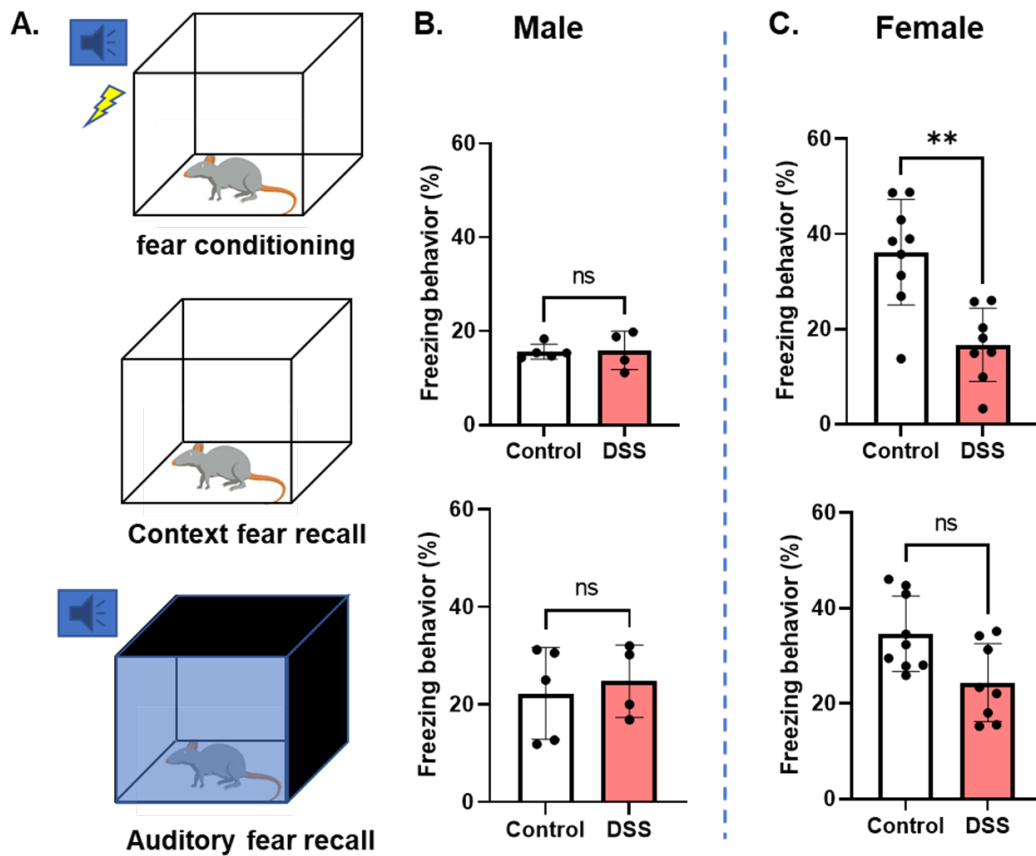 A.
fear conditioning
Context fear recall
Auditory fear recall
B.
Male
Freezing behavior (%)
60
40
20
0
ns
Control
DSS
Freezing behavior (%)
60
40
20
0
ns
Control
DSS
C.
Female
Freezing behavior (%)
60
40
20
0
**
Control
DSS
Freezing behavior (%)
60
40
20
0
ns
Control
DSS